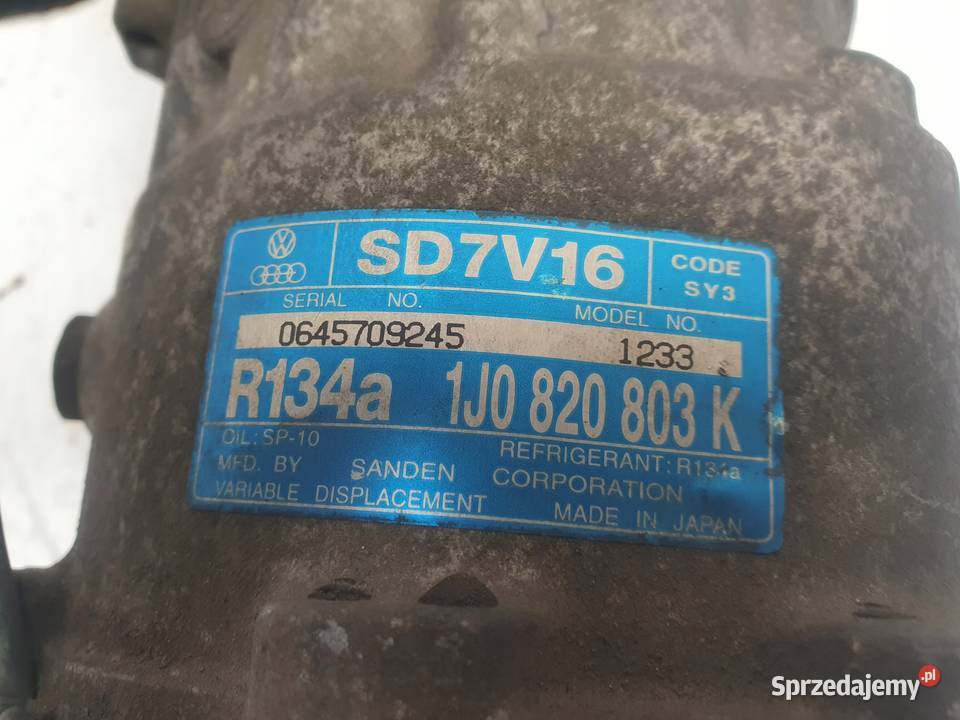 SD7V16
CODE
SY3
SERIAL NO.
MODEL NO.
0645709245
1233
R134a 1J0 820 803 K
OIL: SP-10
REFRIGERANT: R134a
MFD. BY SANDEN CORPORATION
VARIABLE DISPLACEMENT
MADE IN JAPAN
Sprzedajemy.pl